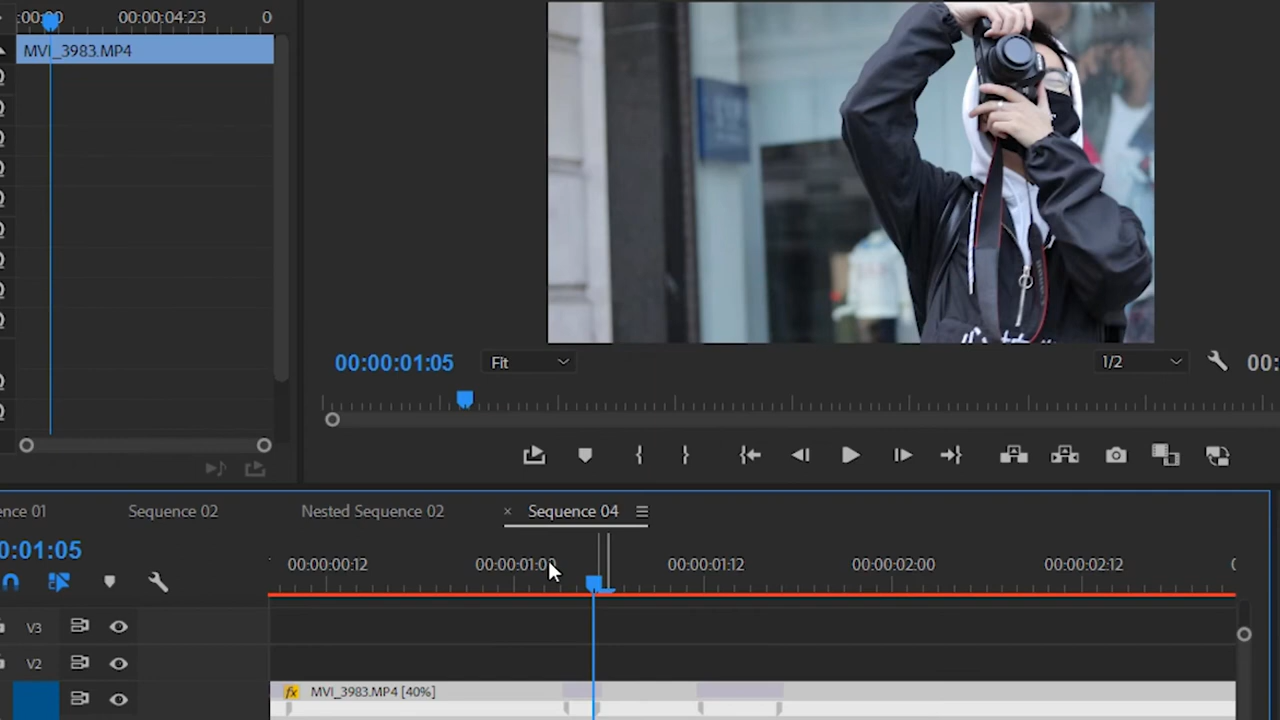 :00:00
00:00:04:23
0
MVI_3983.MP4
00:00:01:05
Fit
1/2
00:
nce 01
Sequence 02
Nested Sequence 02
Sequence 04
0:01:05
00:00:00:12
00:00:01:00
00:00:01:12
00:00:02:00
00:00:02:12
V3
V2
fx MVI_3983.MP4 [40%]